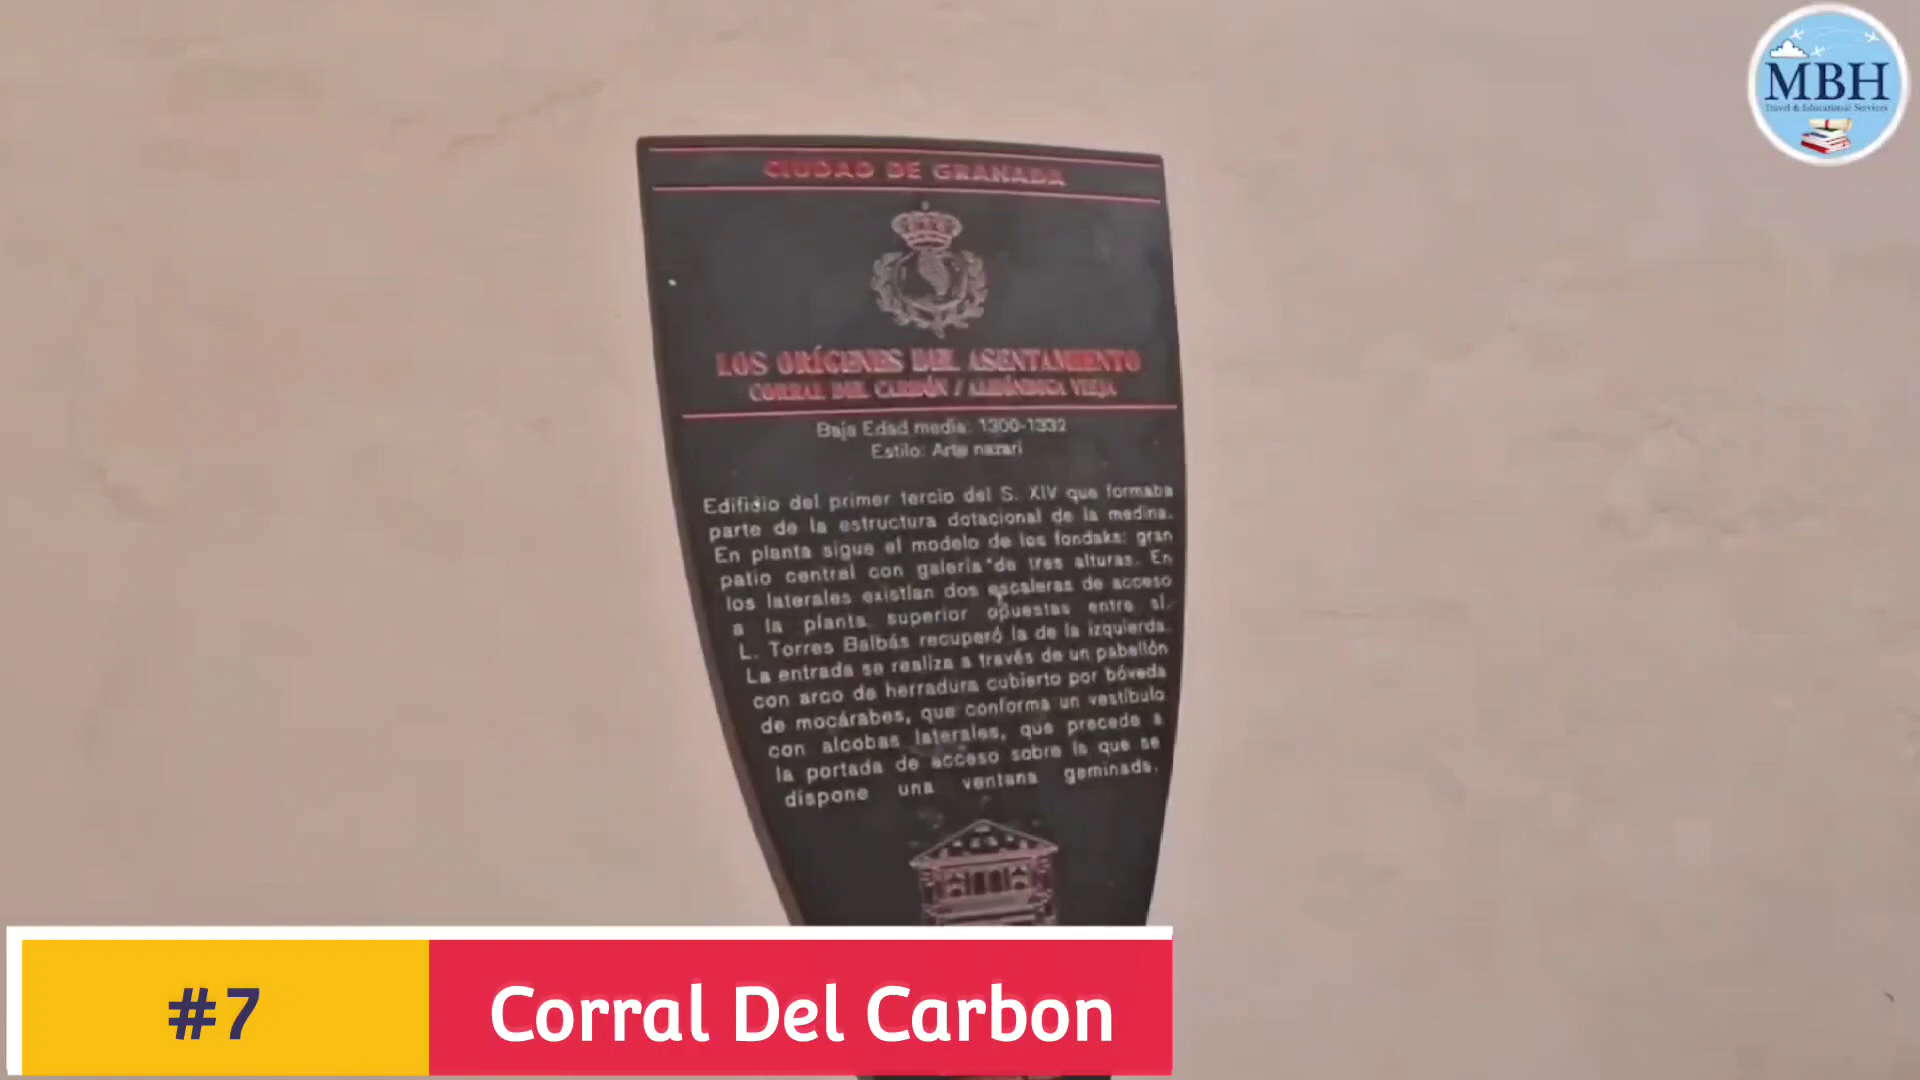 MBH
Travel & Educational Services
CIUDAD DE GRANADA
LOS ORÍGENES DEL ASENTAMIENTO
CORRAL DEL CARBÓN / ALHÓNDIGA VIEJA
Baja Edad media. 1300-1332
Estilo: Arte nazarí
Edificio del primer tercio del S. XIV que formaba
parte de la estructura dotacional de la medina.
En planta sigue el modelo de los fondaks: gran
patio central con galería de tres alturas. En
los laterales existían dos escaleras de acceso
a la planta superior opuestas entre sí.
L. Torres Balbás recuperó la de la izquierda.
La entrada se realiza a través de un pabellón
con arco de herradura cubierto por bóveda
de mocárabes, que conforma un vestíbulo
con alcobas laterales, que precede a
la portada de acceso sobre la que se
dispone una ventana geminada.
#7
Corral Del Carbon